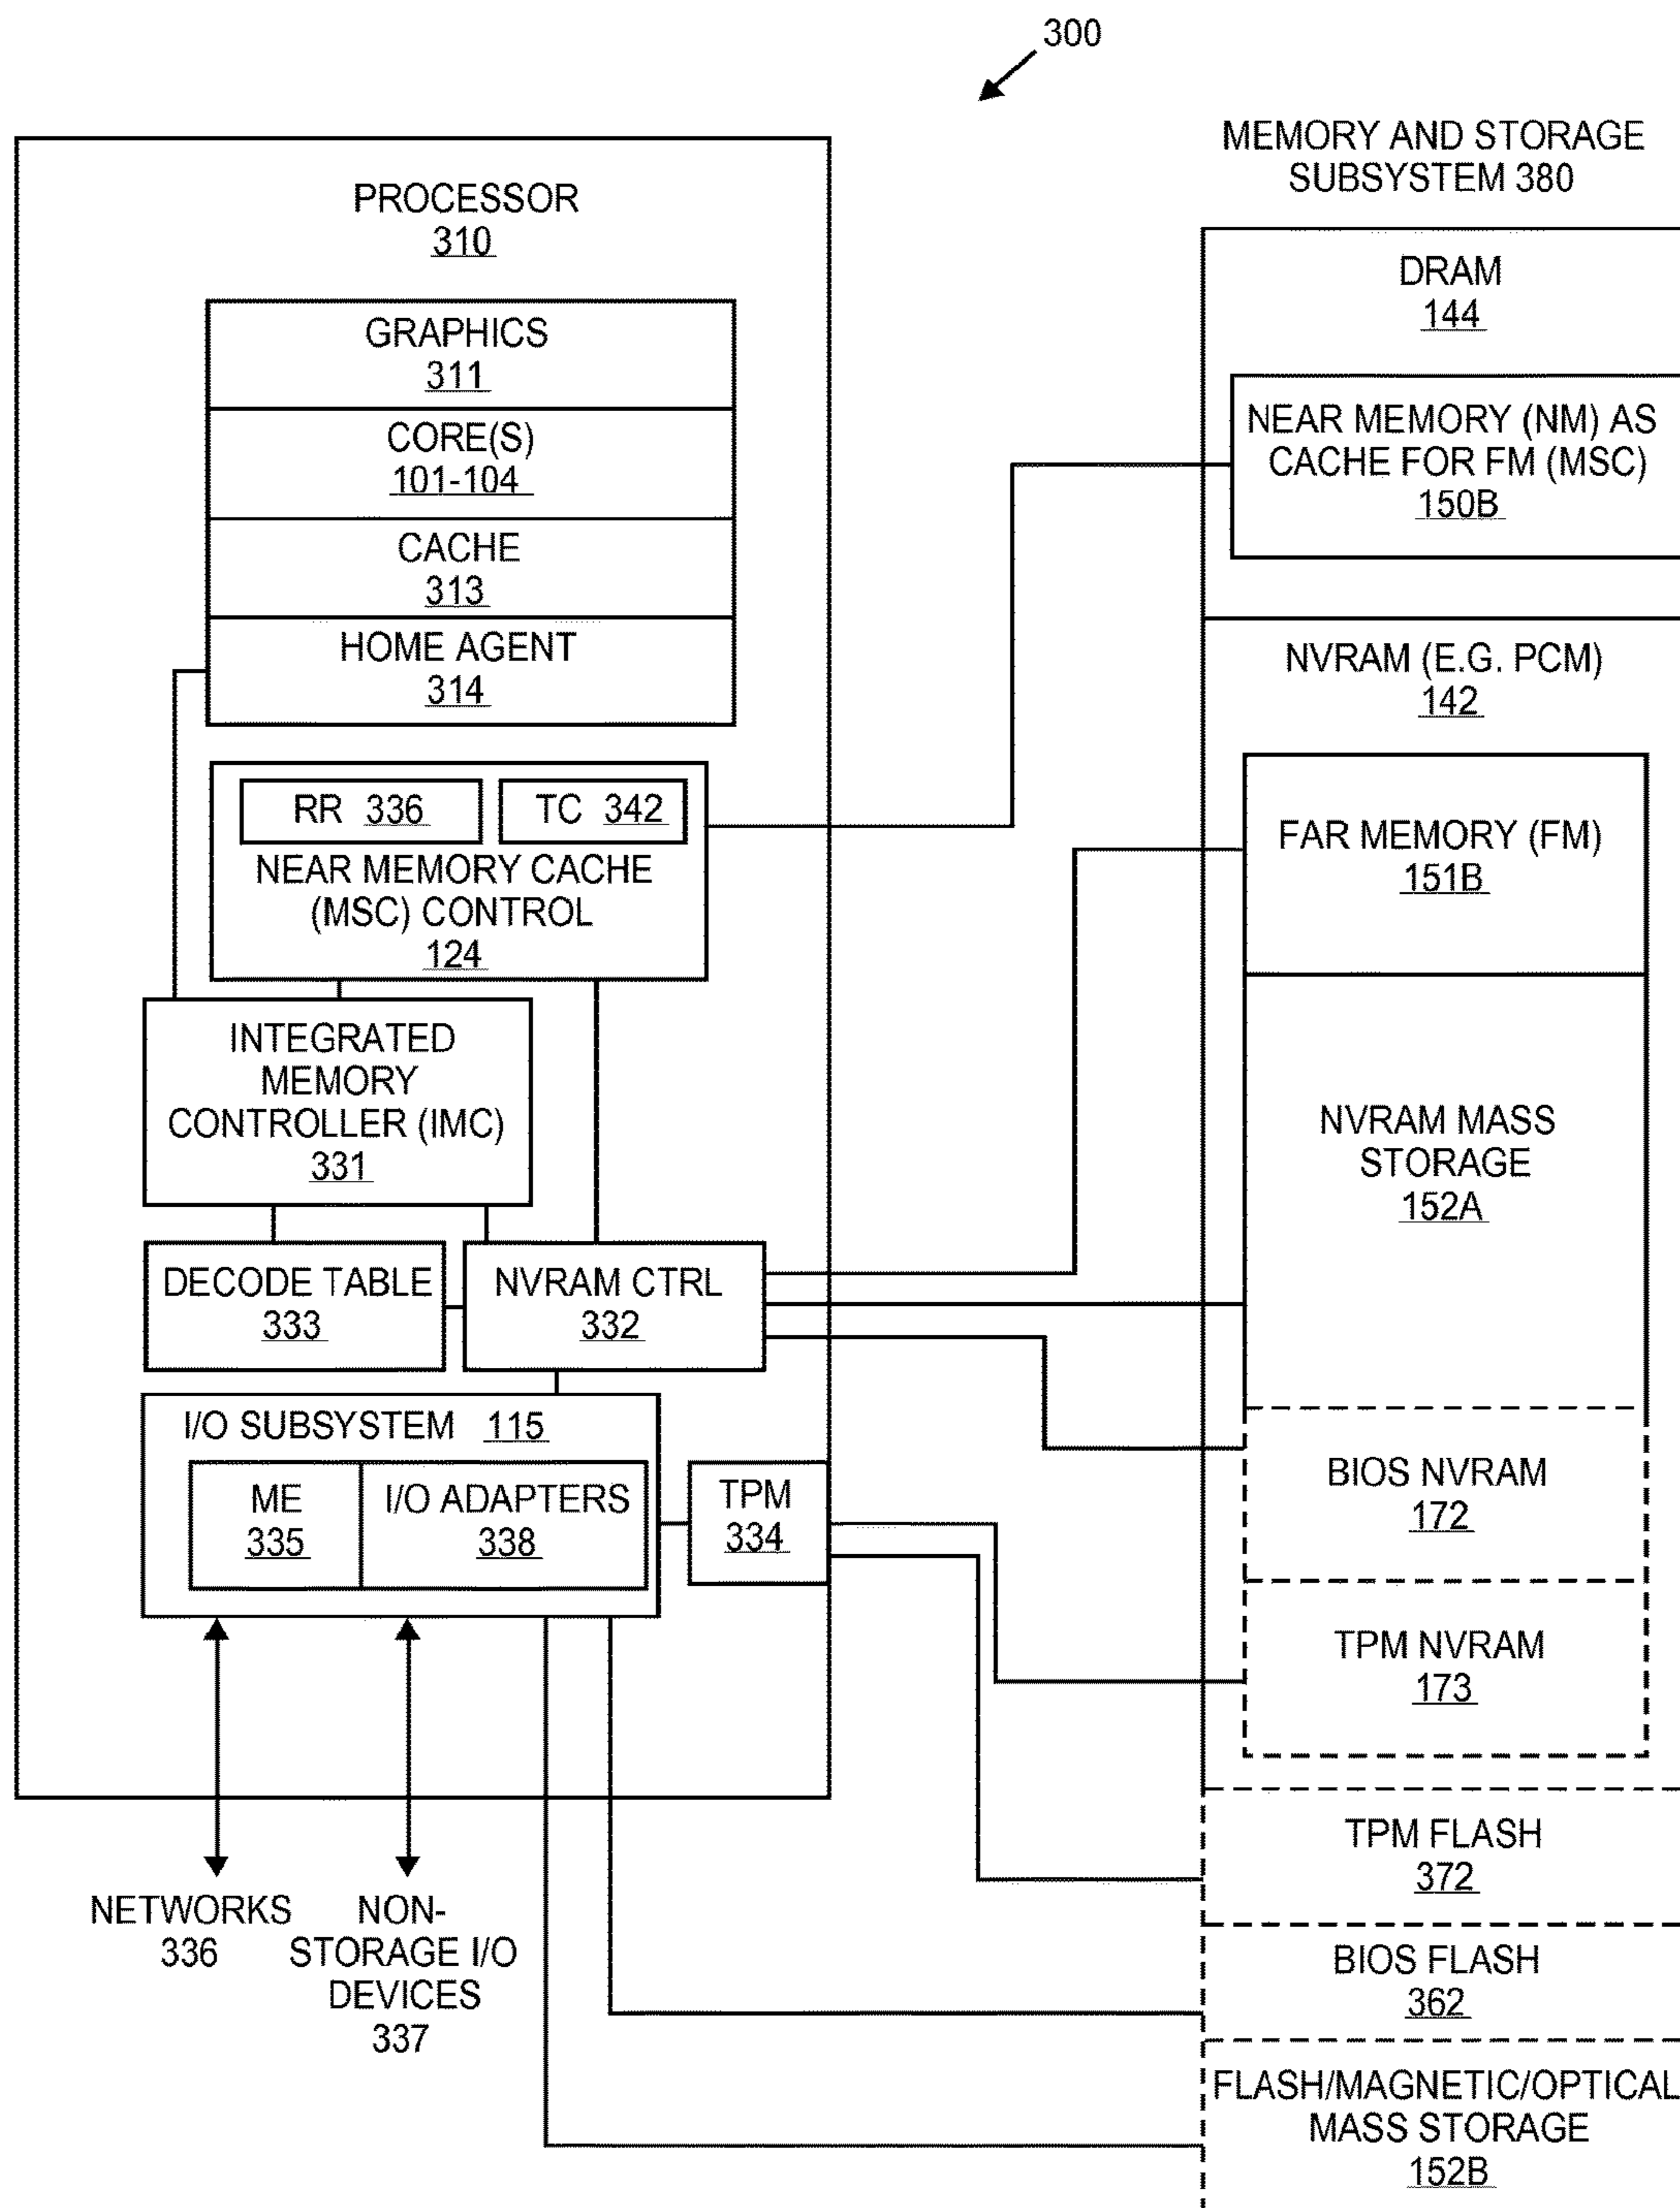 300
PROCESSOR
310
GRAPHICS
311
CORE(S)
101-104
CACHE
313
HOME AGENT
314
RR 336
TC 342
NEAR MEMORY CACHE
(MSC) CONTROL
124
INTEGRATED
MEMORY
CONTROLLER (IMC)
331
DECODE TABLE
333
NVRAM CTRL
332
I/O SUBSYSTEM 115
ME
335
I/O ADAPTERS
338
TPM
334
NETWORKS
336
NON-
STORAGE I/O
DEVICES
337
MEMORY AND STORAGE
SUBSYSTEM 380
DRAM
144
NEAR MEMORY (NM) AS
CACHE FOR FM (MSC)
150B
NVRAM (E.G. PCM)
142
FAR MEMORY (FM)
151B
NVRAM MASS
STORAGE
152A
BIOS NVRAM
172
TPM NVRAM
173
TPM FLASH
372
BIOS FLASH
362
FLASH/MAGNETIC/OPTICAL
MASS STORAGE
152B